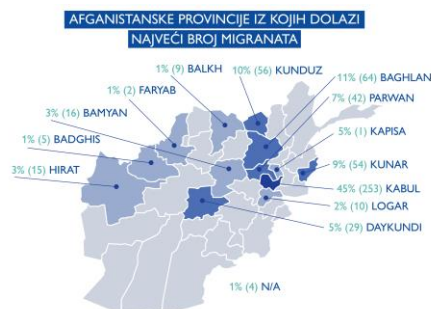 AFGANISTANSKE PROVINCIJE IZ KOJIH DOLAZI
NAJVEĆI BROJ MIGRANATA
1% (9) BALKH
10% (56) KUNDUZ
1% (2) FARYAB
11% (64) BAGHLAN
7% (42) PARWAN
3% (16) BAMYAN
5% (1) KAPISA
1% (5) BADGHIS
9% (54) KUNAR
3% (15) HIRAT
45% (253) KABUL
2% (10) LOGAR
5% (29) DAYKUNDI
1% (4) N/A